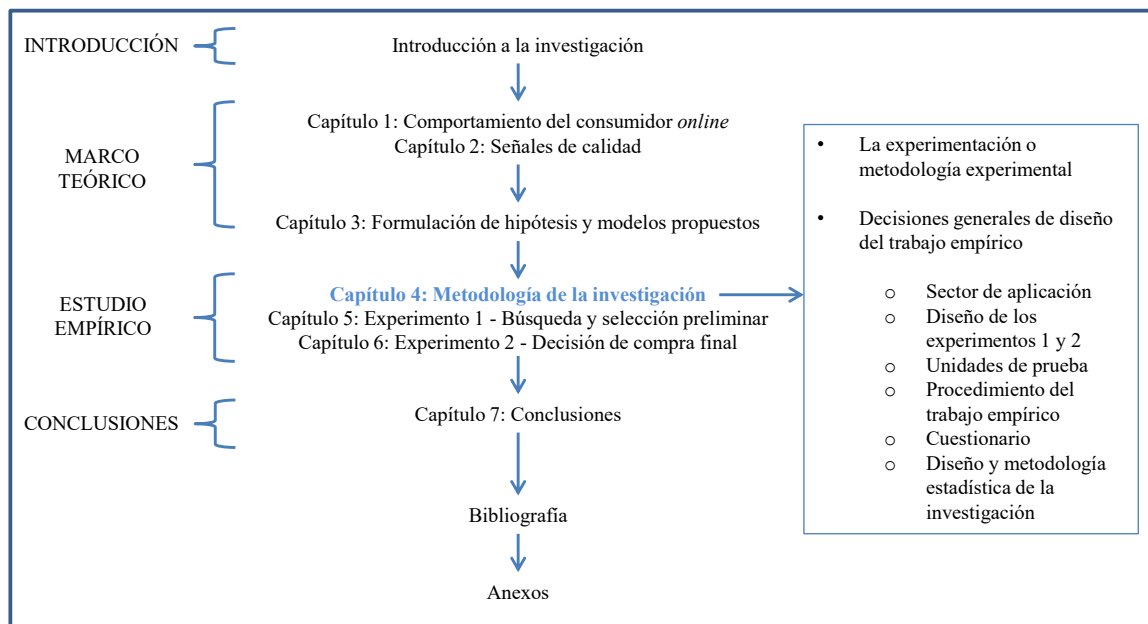 INTRODUCCIÓN
Introducción a la investigación
MARCO
TEÓRICO
Capítulo 1: Comportamiento del consumidor online
Capítulo 2: Señales de calidad
Capítulo 3: Formulación de hipótesis y modelos propuestos
ESTUDIO
EMPÍRICO
Capítulo 4: Metodología de la investigación
Capítulo 5: Experimento 1 - Búsqueda y selección preliminar
Capítulo 6: Experimento 2 - Decisión de compra final
CONCLUSIONES
Capítulo 7: Conclusiones
Bibliografía
Anexos
• La experimentación o
metodología experimental
• Decisiones generales de diseño
del trabajo empírico
o Sector de aplicación
o Diseño de los
experimentos 1 y 2
o Unidades de prueba
o Procedimiento del
trabajo empírico
o Cuestionario
o Diseño y metodología
estadística de la
investigación